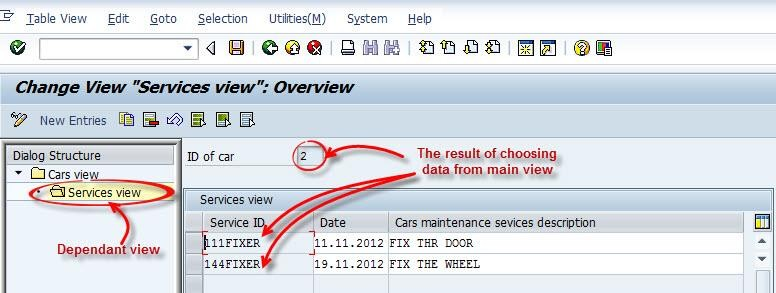 Table View Edit Goto Selection Utilities(M) System Help
Change View "Services view": Overview
New Entries
Dialog Structure
Cars view
Services view
Dependant view
ID of car 2
The result of choosing
data from main view
Services view
Service ID Date Cars maintenance sevices description
111FIXER 11.11.2012 FIX THR DOOR
144FIXER 19.11.2012 FIX THE WHEEL